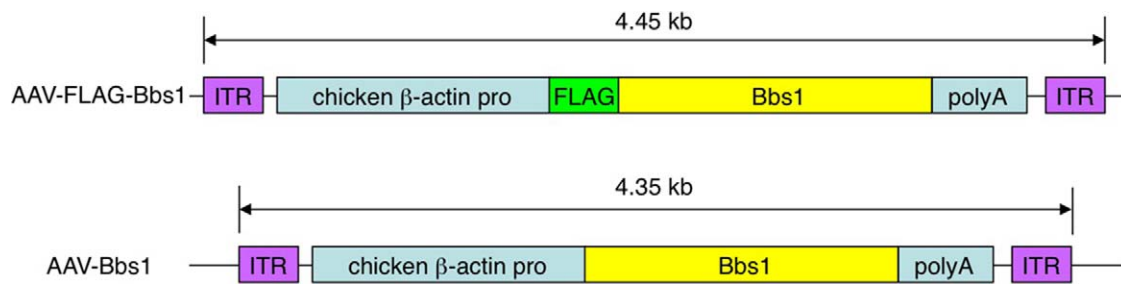 4.45 kb
AAV-FLAG-Bbs1 ITR chicken β-actin pro FLAG Bbs1 polyA ITR
4.35 kb
AAV-Bbs1 ITR chicken β-actin pro Bbs1 polyA ITR